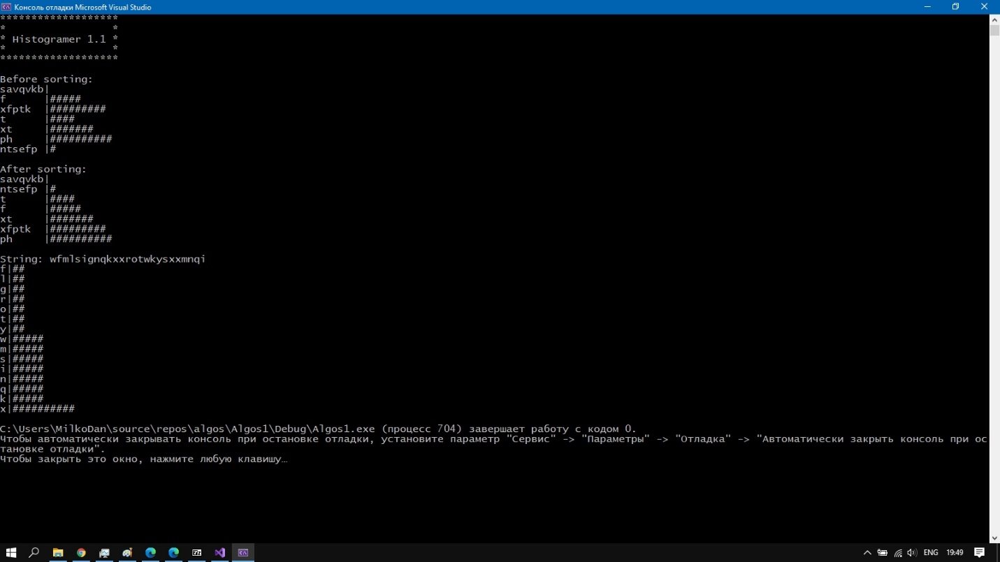 Консоль отладки Microsoft Visual Studio
*******************
*                 *
* Histogramer 1.1 *
*                 *
*******************
Before sorting:
savqvkb|
f      |#####
xfptk  |#########
t      |####
xt     |#######
ph     |##########
ntsefp |#
After sorting:
savqvkb|
ntsefp |#
t      |####
f      |#####
xt     |#######
xfptk  |#########
ph     |##########
String: wfmlsignqkxxrotwkysxxmnqi
f|##
l|##
g|##
r|##
o|##
t|##
y|##
w|#####
m|#####
s|#####
i|#####
n|#####
q|#####
k|#####
x|##########
C:\Users\MilkoDan\source\repos\algos\Algos1\Debug\Algos1.exe (процесс 704) завершает работу с кодом 0.
Чтобы автоматически закрывать консоль при остановке отладки, установите параметр "Сервис" -> "Параметры" -> "Отладка" -> "Автоматически закрыть консоль при ос
тановке отладки".
Чтобы закрыть это окно, нажмите любую клавишу…
ENG 19:49